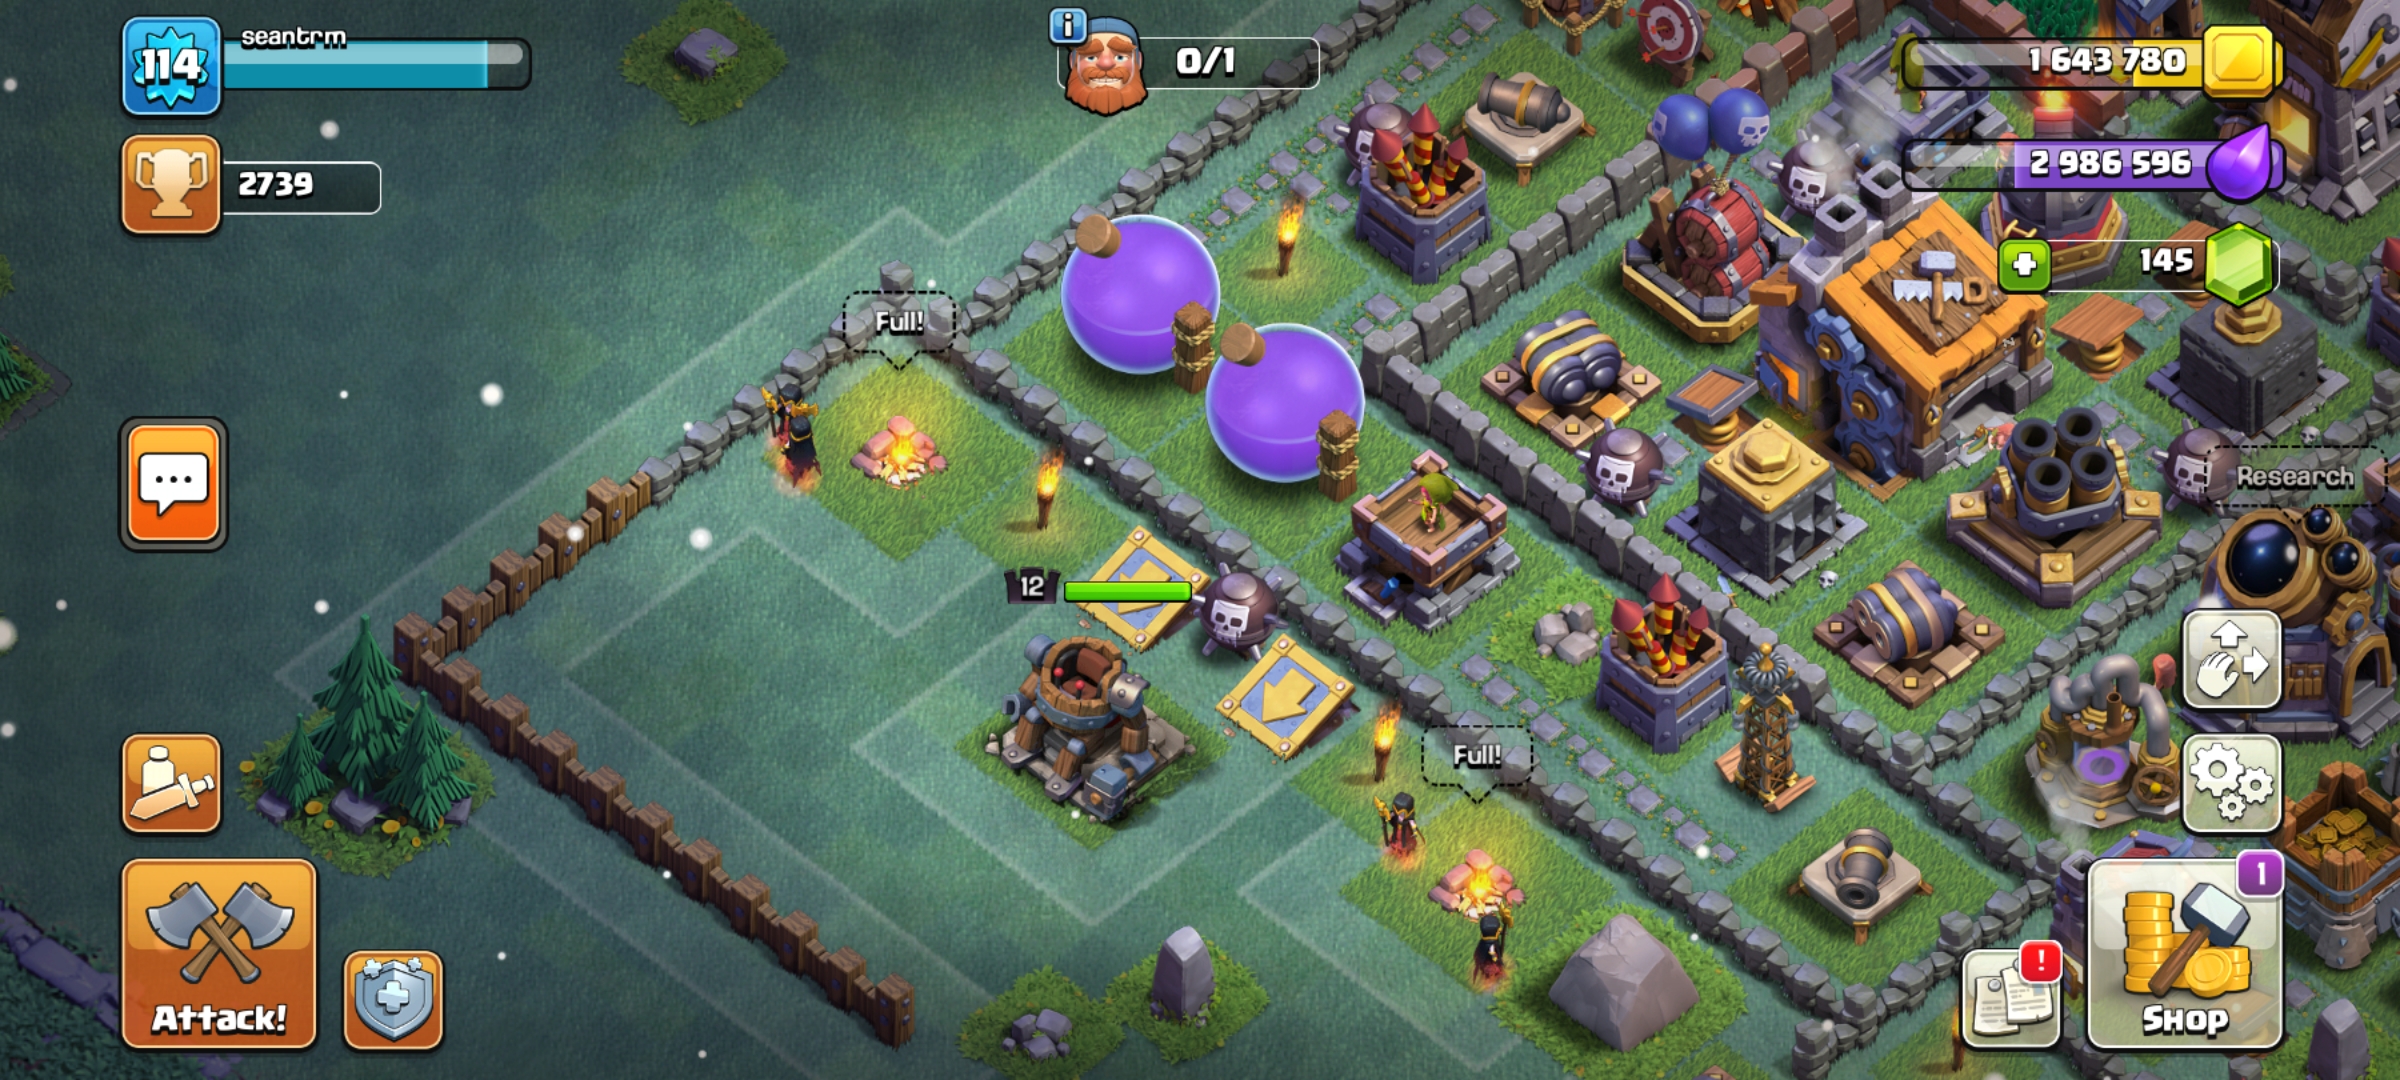 114
seantrm
i
0/1
1 643 780
2739
2 986 596
145
Full!
Research
12
Full!
Attack!
!
1
Shop